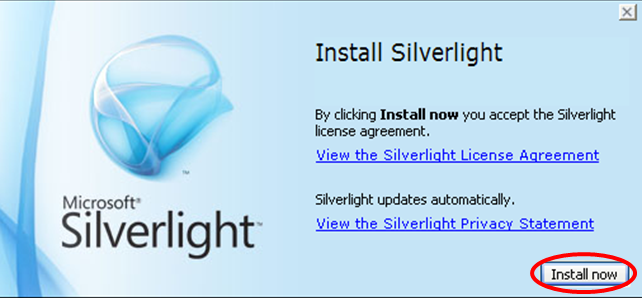 Install Silverlight
By clicking Install now you accept the Silverlight
license agreement.
View the Silverlight License Agreement
Silverlight updates automatically.
View the Silverlight Privacy Statement
Microsoft®
Silverlight™
™
Install now